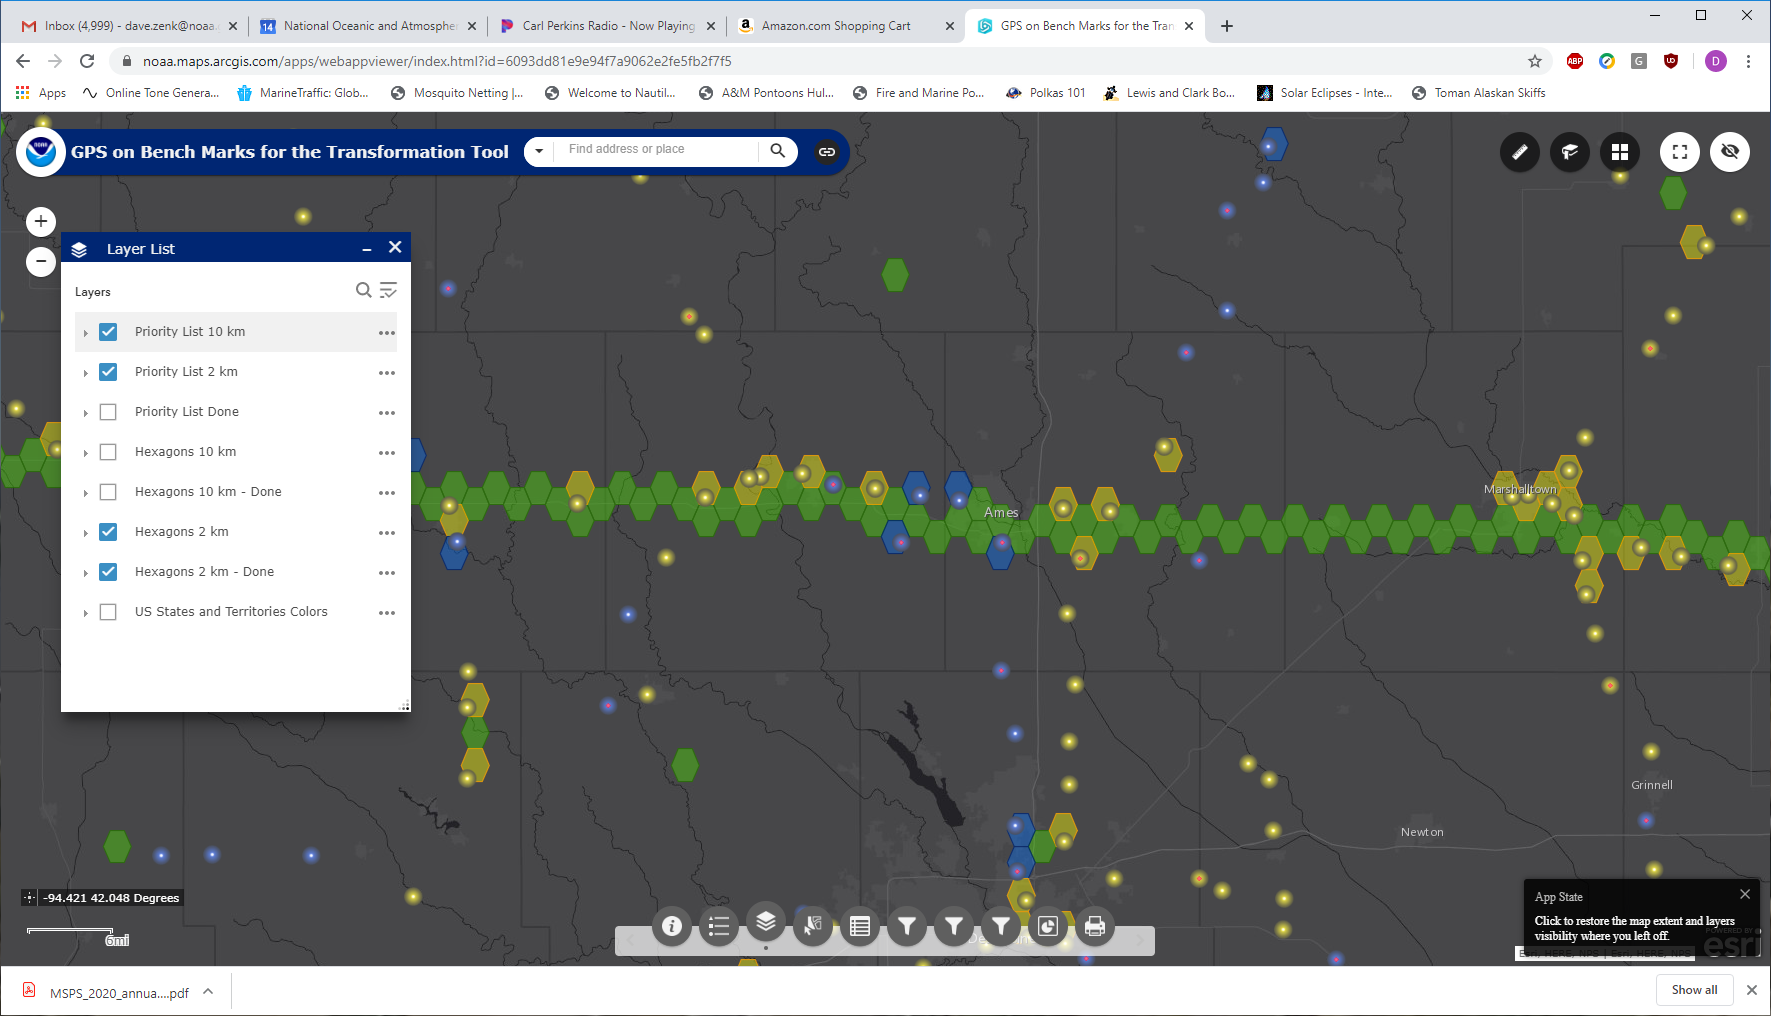 Inbox (4,999) - dave.zenk@noaa.
National Oceanic and Atmospher
Carl Perkins Radio - Now Playing
Amazon.com Shopping Cart
GPS on Bench Marks for the Tran
noaa.maps.arcgis.com/apps/webappviewer/index.html?id=6093dd81e9e94f7a9062e2fe5fb2f7f5
ABP
G
D
Apps
Online Tone Genera...
MarineTraffic: Glob...
Mosquito Netting |...
Welcome to Nautil...
A&M Pontoons Hul...
Fire and Marine Po...
Polkas 101
Lewis and Clark Bo...
Solar Eclipses - Inte...
Toman Alaskan Skiffs
GPS on Bench Marks for the Transformation Tool
Find address or place
Layer List
Layers
Priority List 10 km
Priority List 2 km
Priority List Done
Hexagons 10 km
Hexagons 10 km - Done
Hexagons 2 km
Hexagons 2 km - Done
US States and Territories Colors
Marshalltown
Ames
Grinnell
Newton
-94.421 42.048 Degrees
6mi
App State
Click to restore the map extent and layers
visibility where you left off.
POWERED BY
esri
MSPS_2020_annua....pdf
Show all